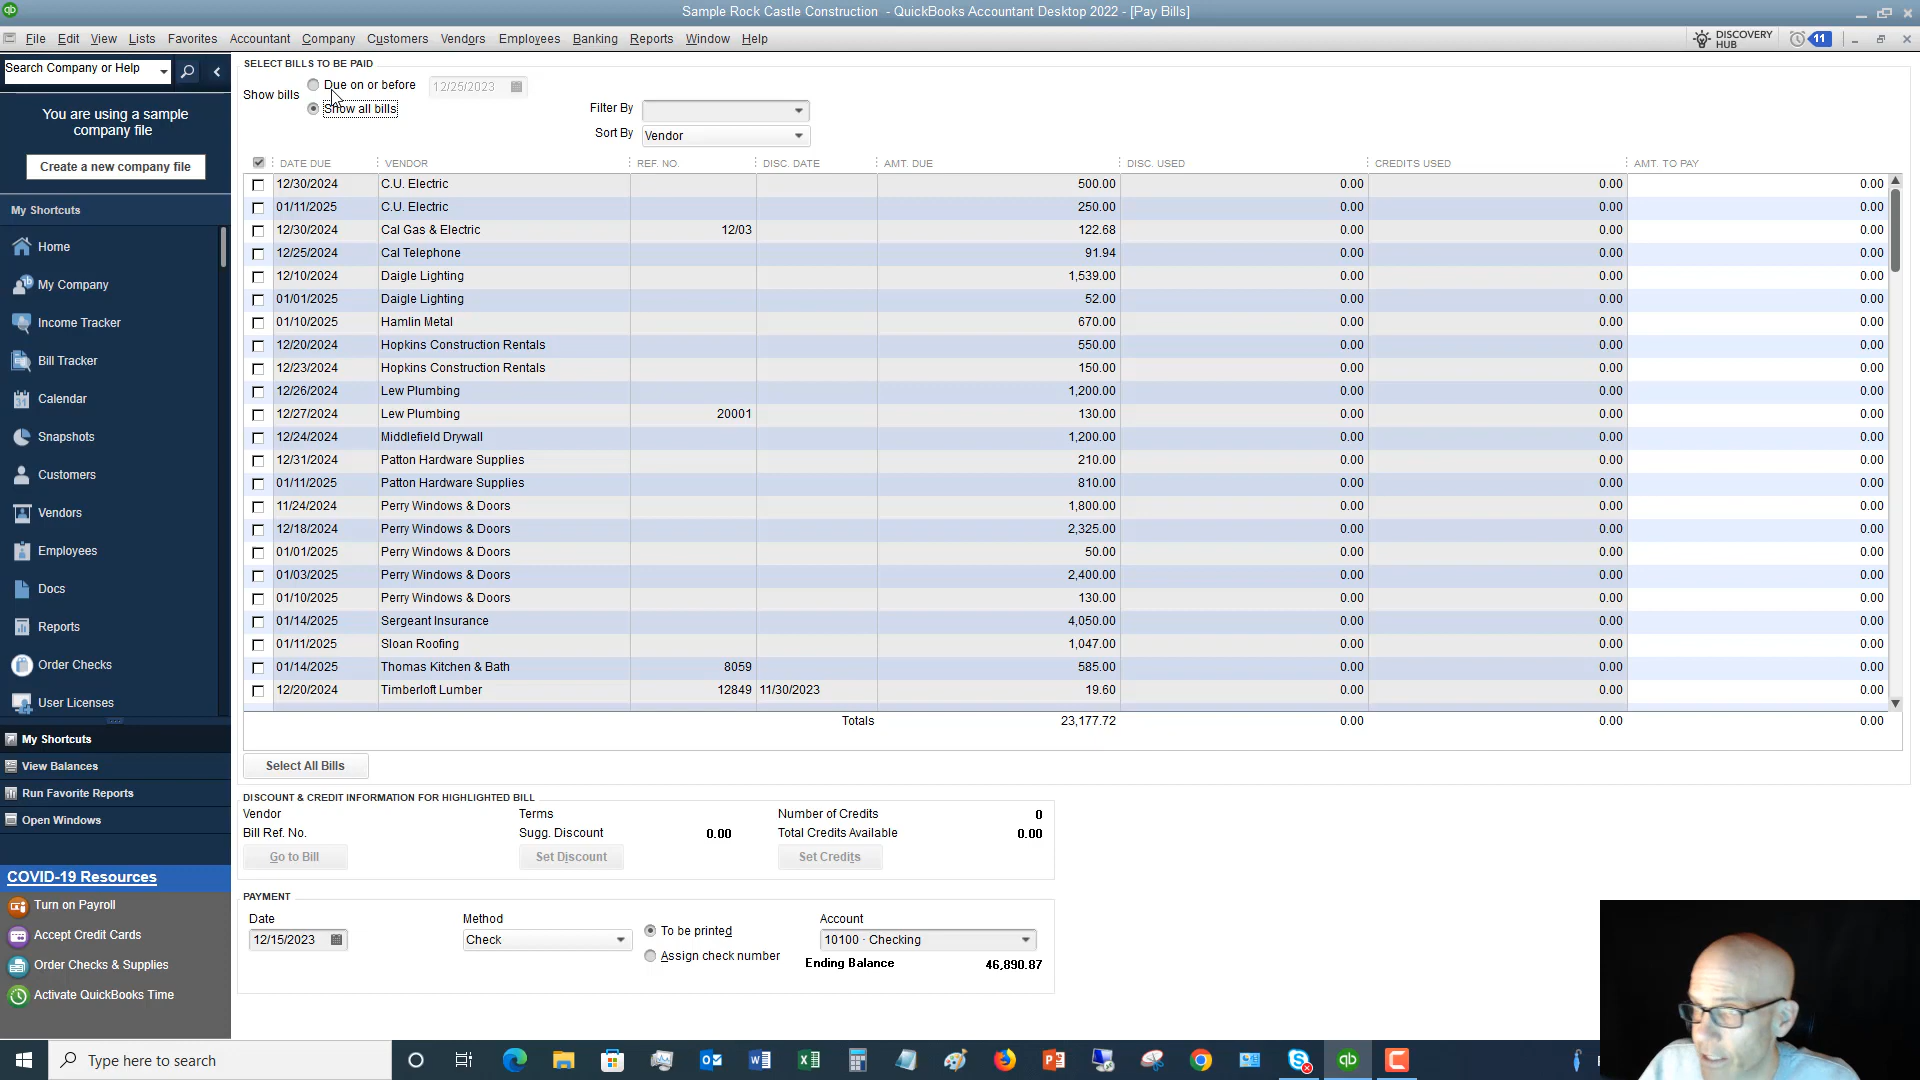 Sample Rock Castle Construction - QuickBooks Accountant Desktop 2022 - [Pay Bills]
File Edit View Lists Favorites Accountant Company Customers Vendors Employees Banking Reports Window Help
DISCOVERY HUB 11
Search Company or Help
You are using a sample
company file
Create a new company file
My Shortcuts
Home
My Company
Income Tracker
Bill Tracker
31 Calendar
Snapshots
Customers
Vendors
Employees
Docs
Reports
Order Checks
User Licenses
My Shortcuts
View Balances
Run Favorite Reports
Open Windows
COVID-19 Resources
Turn on Payroll
Accept Credit Cards
Order Checks & Supplies
Activate QuickBooks Time
SELECT BILLS TO BE PAID
Show bills
Due on or before 12/25/2023
Show all bills
Filter By
Sort By Vendor
DATE DUE VENDOR REF. NO. DISC. DATE AMT. DUE DISC. USED CREDITS USED AMT. TO PAY
12/30/2024 C.U. Electric 500.00 0.00 0.00 0.00
01/11/2025 C.U. Electric 250.00 0.00 0.00 0.00
12/30/2024 Cal Gas & Electric 12/03 122.68 0.00 0.00 0.00
12/25/2024 Cal Telephone 91.94 0.00 0.00 0.00
12/10/2024 Daigle Lighting 1,539.00 0.00 0.00 0.00
01/01/2025 Daigle Lighting 52.00 0.00 0.00 0.00
01/10/2025 Hamlin Metal 670.00 0.00 0.00 0.00
12/20/2024 Hopkins Construction Rentals 550.00 0.00 0.00 0.00
12/23/2024 Hopkins Construction Rentals 150.00 0.00 0.00 0.00
12/26/2024 Lew Plumbing 1,200.00 0.00 0.00 0.00
12/27/2024 Lew Plumbing 20001 130.00 0.00 0.00 0.00
12/24/2024 Middlefield Drywall 1,200.00 0.00 0.00 0.00
12/31/2024 Patton Hardware Supplies 210.00 0.00 0.00 0.00
01/11/2025 Patton Hardware Supplies 810.00 0.00 0.00 0.00
11/24/2024 Perry Windows & Doors 1,800.00 0.00 0.00 0.00
12/18/2024 Perry Windows & Doors 2,325.00 0.00 0.00 0.00
01/01/2025 Perry Windows & Doors 50.00 0.00 0.00 0.00
01/03/2025 Perry Windows & Doors 2,400.00 0.00 0.00 0.00
01/10/2025 Perry Windows & Doors 130.00 0.00 0.00 0.00
01/14/2025 Sergeant Insurance 4,050.00 0.00 0.00 0.00
01/11/2025 Sloan Roofing 1,047.00 0.00 0.00 0.00
01/14/2025 Thomas Kitchen & Bath 8059 585.00 0.00 0.00 0.00
12/20/2024 Timberloft Lumber 12849 11/30/2023 19.60 0.00 0.00 0.00
Totals 23,177.72 0.00 0.00 0.00
Select All Bills
DISCOUNT & CREDIT INFORMATION FOR HIGHLIGHTED BILL
Vendor Terms Number of Credits 0
Bill Ref. No. Sugg. Discount 0.00 Total Credits Available 0.00
Go to Bill Set Discount Set Credits
PAYMENT
Date Method Account
12/15/2023 Check To be printed 10100 · Checking
Assign check number Ending Balance 46,890.87
Type here to search